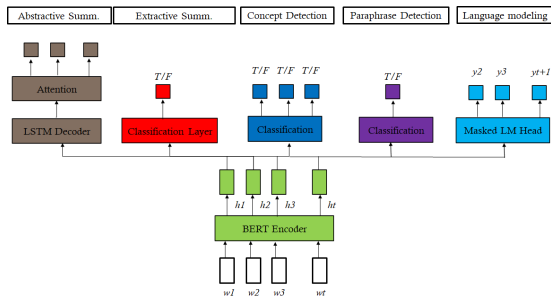 Abstractive Summ. Extractive Summ. Concept Detection Paraphrase Detection Language modeling
T/F T/F T/F T/F T/F y2 y3 yt+1
Attention
LSTM Decoder Classification Layer Classification Classification Masked LM Head
h1 h2 h3 ht
BERT Encoder
w1 w2 w3 wt